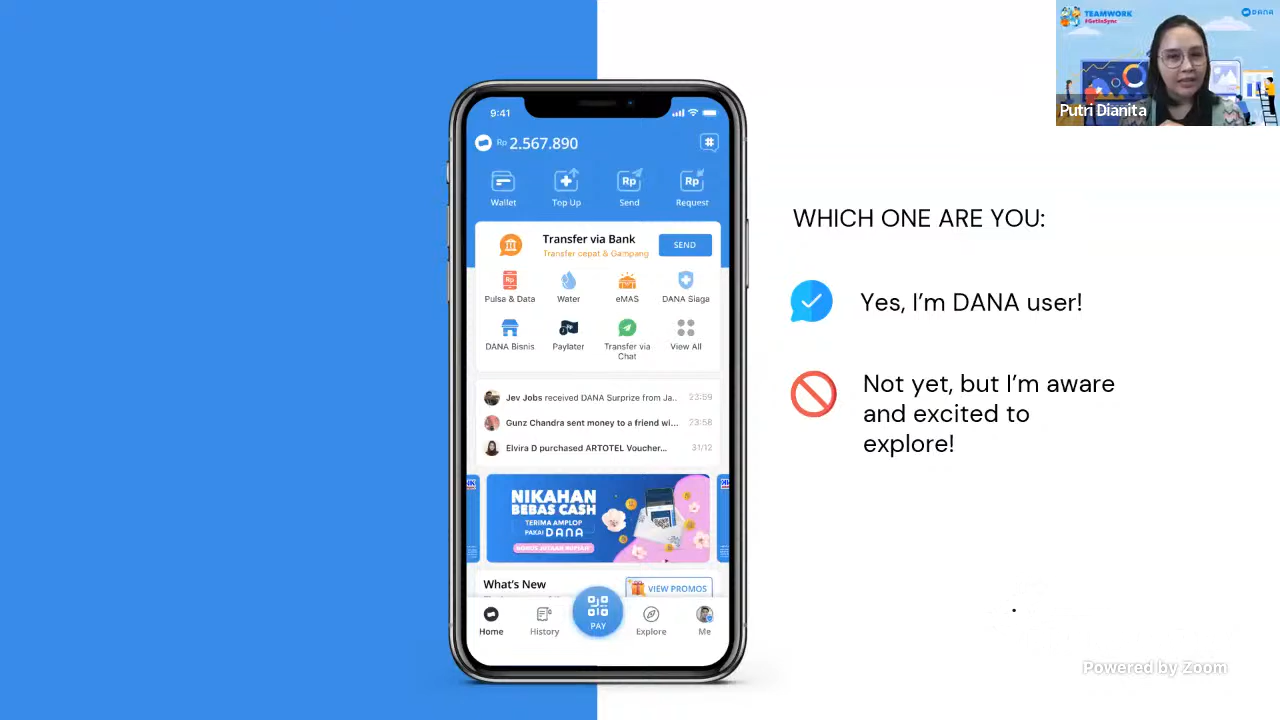 TEAMWORK
#GetInSync
DANA
Putri Dianita
9:41
Rp 2.567.890
Wallet
Top Up
Rp
Send
Rp
Request
Transfer via Bank
Transfer cepat & Gampang
SEND
Rp
Pulsa & Data
Water
eMAS
DANA Siaga
DANA Bisnis
Paylater
Transfer via
Chat
View All
Jev Jobs received DANA Surprize from Ja..
23:59
Gunz Chandra sent money to a friend wi...
23:58
Elvira D purchased ARTOTEL Voucher...
31/12
NIKAHAN
BEBAS CASH
TERIMA AMPLOP
PAKAI DANA
What's New
VIEW PROMOS
Home
History
PAY
Explore
Me
WHICH ONE ARE YOU:
Yes, I'm DANA user!
Not yet, but I'm aware
and excited to
explore!
Powered by Zoom